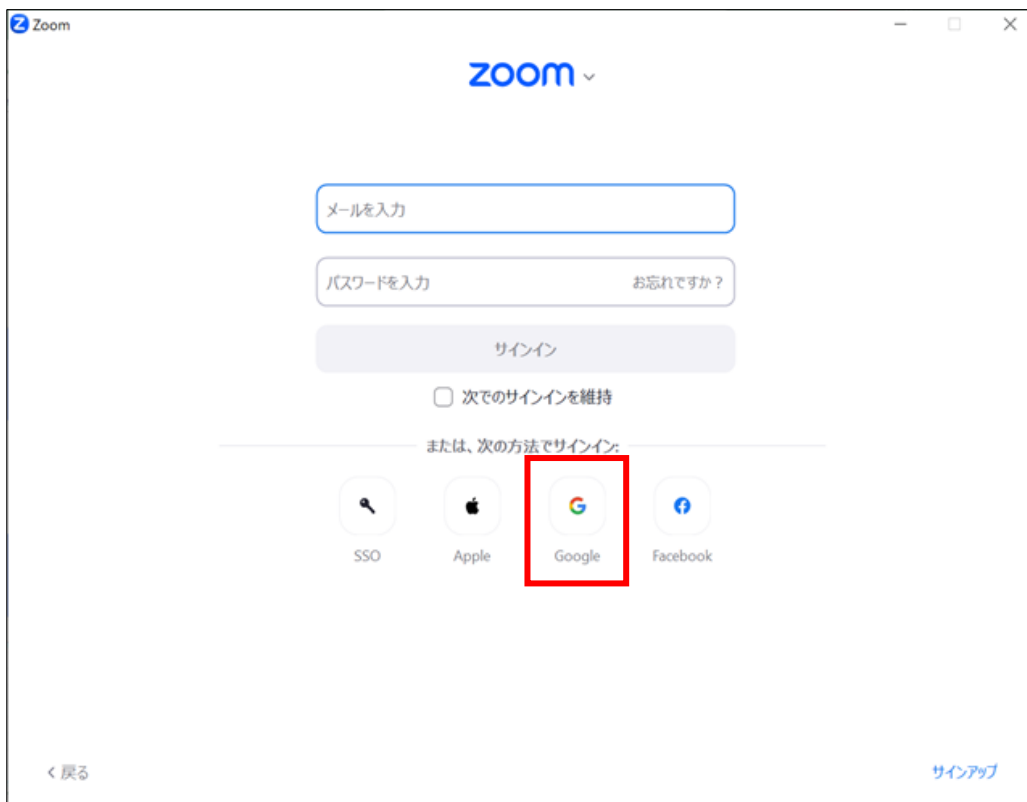 Zoom
zoom
メールを入力
パスワードを入力 お忘れですか？
サインイン
次でのサインインを維持
または、次の方法でサインイン:
SSO Apple Google Facebook
戻る サインアップ